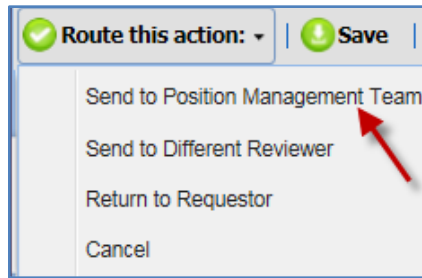 Route this action: | Save |
Send to Position Management Team
Send to Different Reviewer
Return to Requestor
Cancel